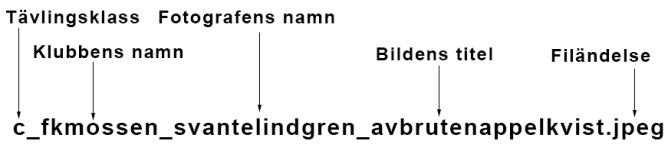 Tävlingsklass Fotografens namn
Klubbens namn
Bildens titel Filändelse
c_fkmossen_svantelindgren_avbrutenappelkvist.jpeg